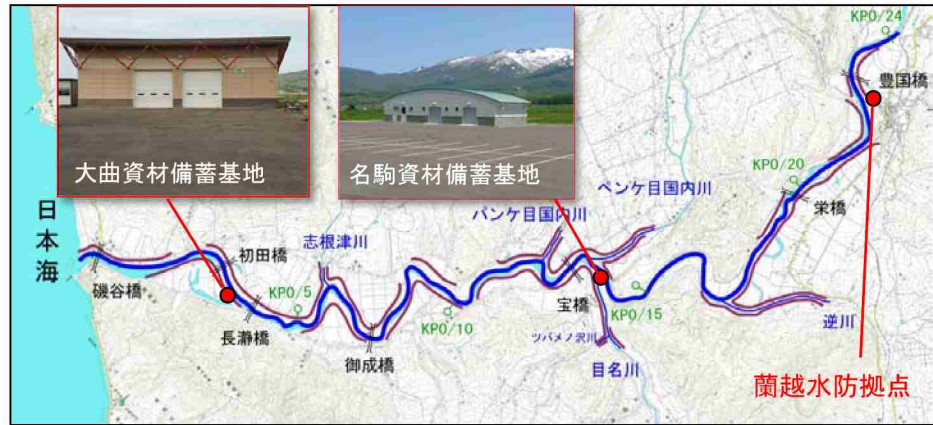 大曲資材備蓄基地
名駒資材備蓄基地
KP0/24
豊国橋
KP0/20
栄橋
ペンケ目国内川
パンケ目国内川
志根津川
日本海
初田橋
磯谷橋
KP0/5
長瀞橋
御成橋
KP0/10
宝橋
KP0/15
ツバメノ沢川
目名川
逆川
蘭越水防拠点